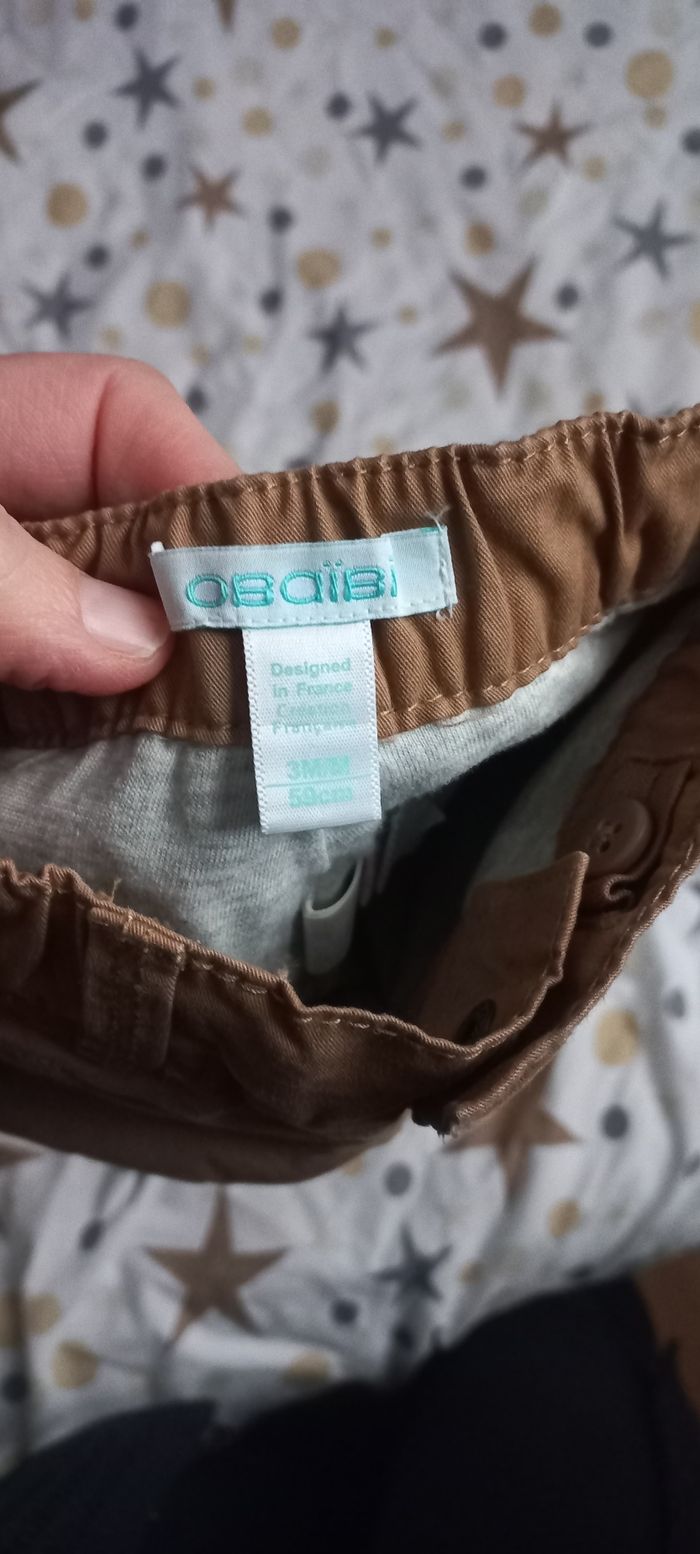 OBaïBi
Designed
in France
Création
Française
3M/M
59cm